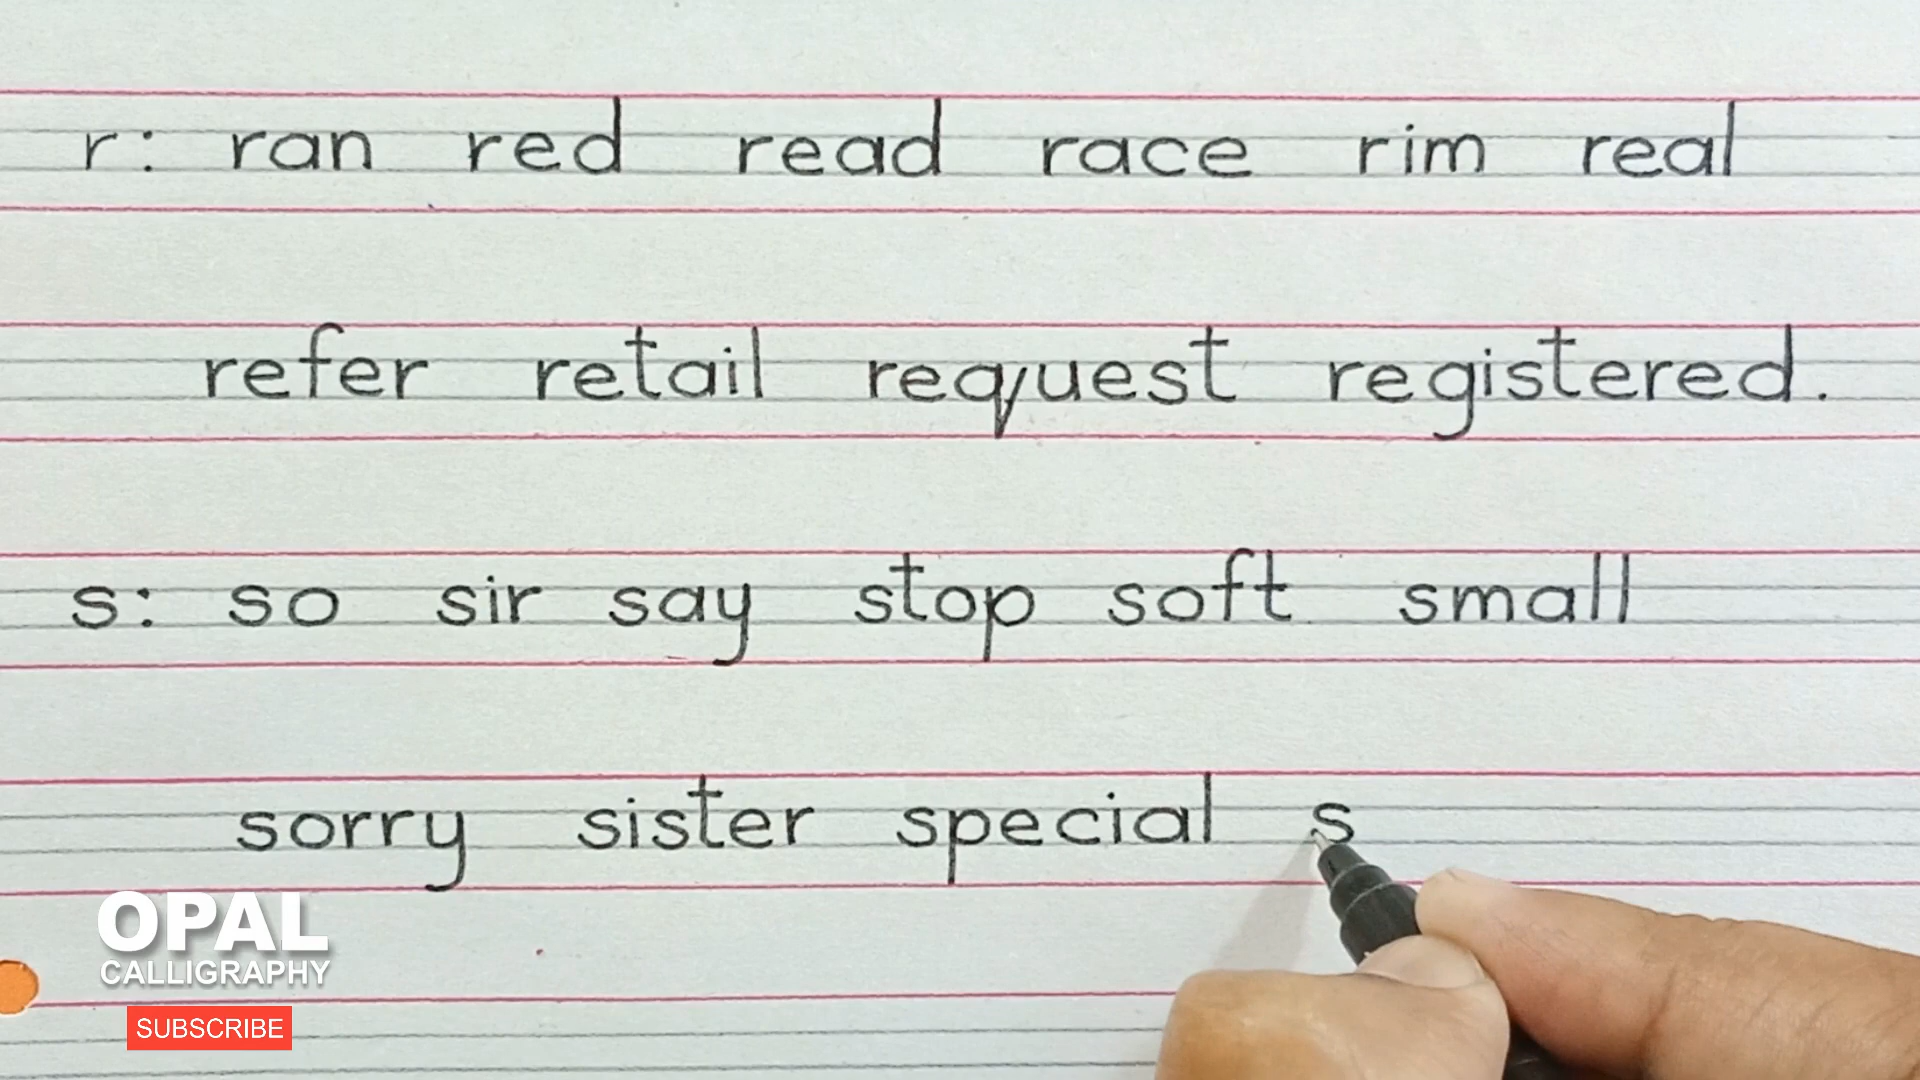 r: ran red read race rim real
refer retail request registered.
s: so sir say stop soft small
sorry sister special s
OPAL
CALLIGRAPHY
SUBSCRIBE